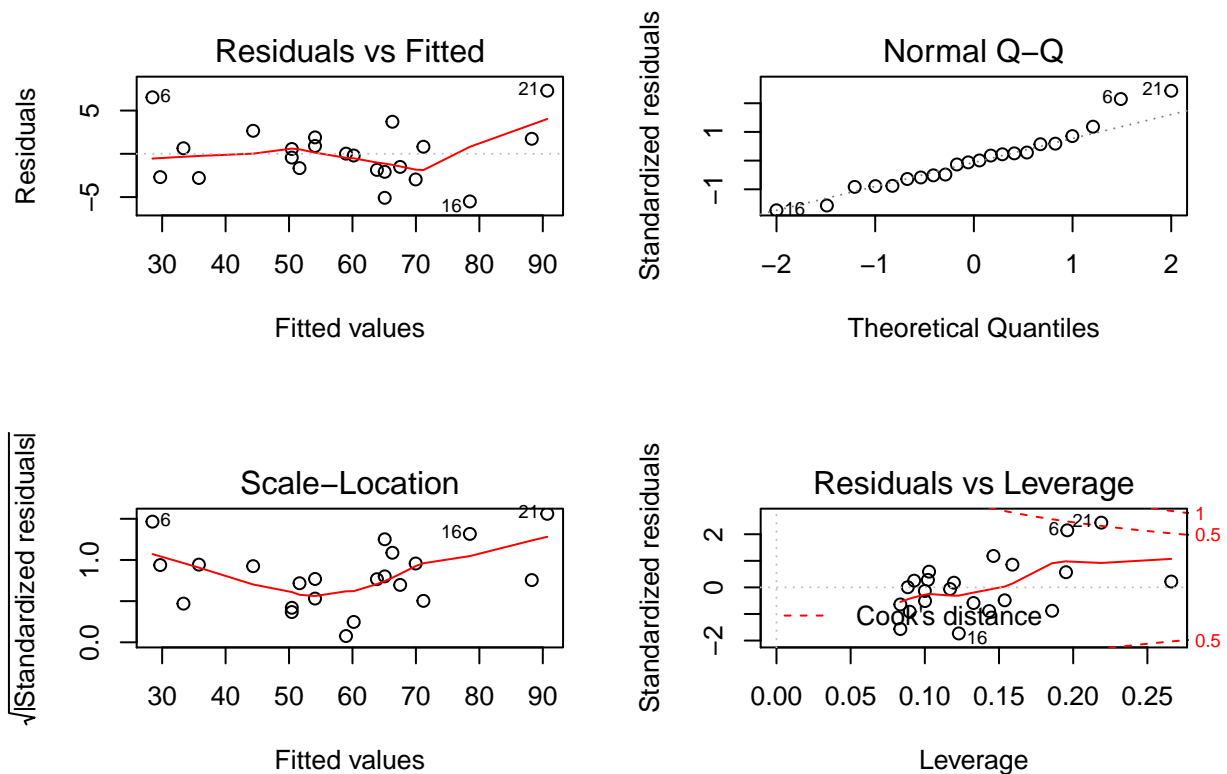 Residuals vs Fitted
Residuals
5
0
−5
6
21
16
30 40 50 60 70 80 90
Fitted values
Normal Q−Q
Standardized residuals
1
−1
6
21
16
−2 −1 0 1 2
Theoretical Quantiles
Scale−Location
√|Standardized residuals|
1.0
0.0
6
16
21
30 40 50 60 70 80 90
Fitted values
Residuals vs Leverage
Standardized residuals
2
0
−2
6
21
16
1
0.5
0.5
Cook's distance
0.00 0.05 0.10 0.15 0.20 0.25
Leverage